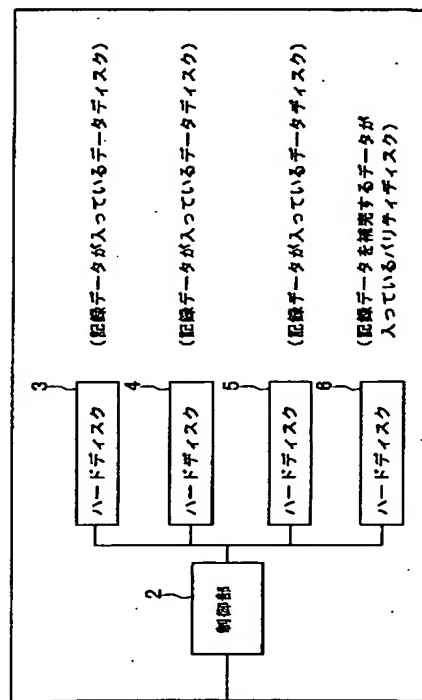 3
ハードディスク
(記録データが入っているデータディスク)
4
ハードディスク
(記録データが入っているデータディスク)
2
制御部
5
ハードディスク
(記録データが入っているデータディスク)
6
ハードディスク
(記録データを補完するデータが
入っているパリティディスク)